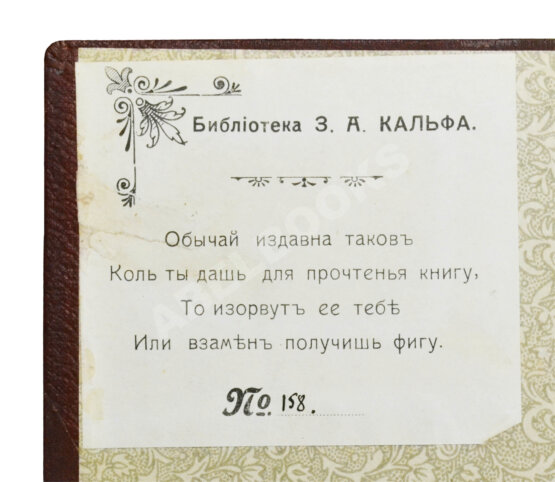 Библіотека З. А. КАЛЬФА.
Обычай издавна таковъ
Коль ты дашь для прочтенья книгу,
То изорвутъ ее тебѣ
Или взамѣнъ получишь фигу.
№ 158.
ABELBOOKS